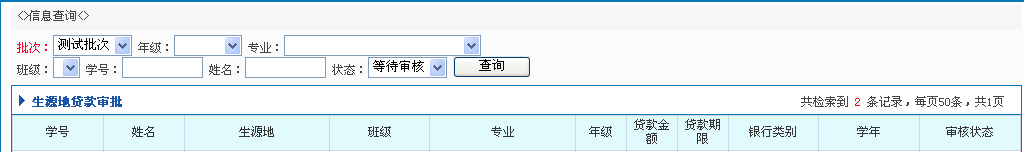 ◇信息查询◇
批次： 测试批次 年级： 专业：
班级： 学号： 姓名： 状态： 等待审核 查询
生源地贷款审批 共检索到 2 条记录，每页50条，共1页
学号 姓名 生源地 班级 专业 年级 贷款金额 贷款期限 银行类别 学年 审核状态